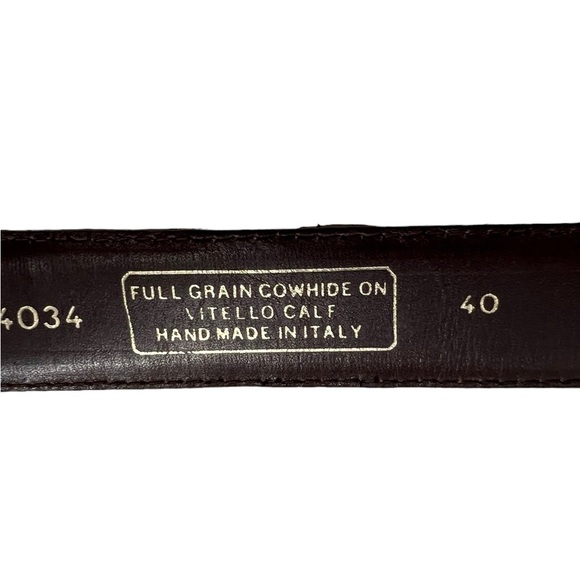 4034
FULL GRAIN COWHIDE ON
VITELLO CALF
HAND MADE IN ITALY
40